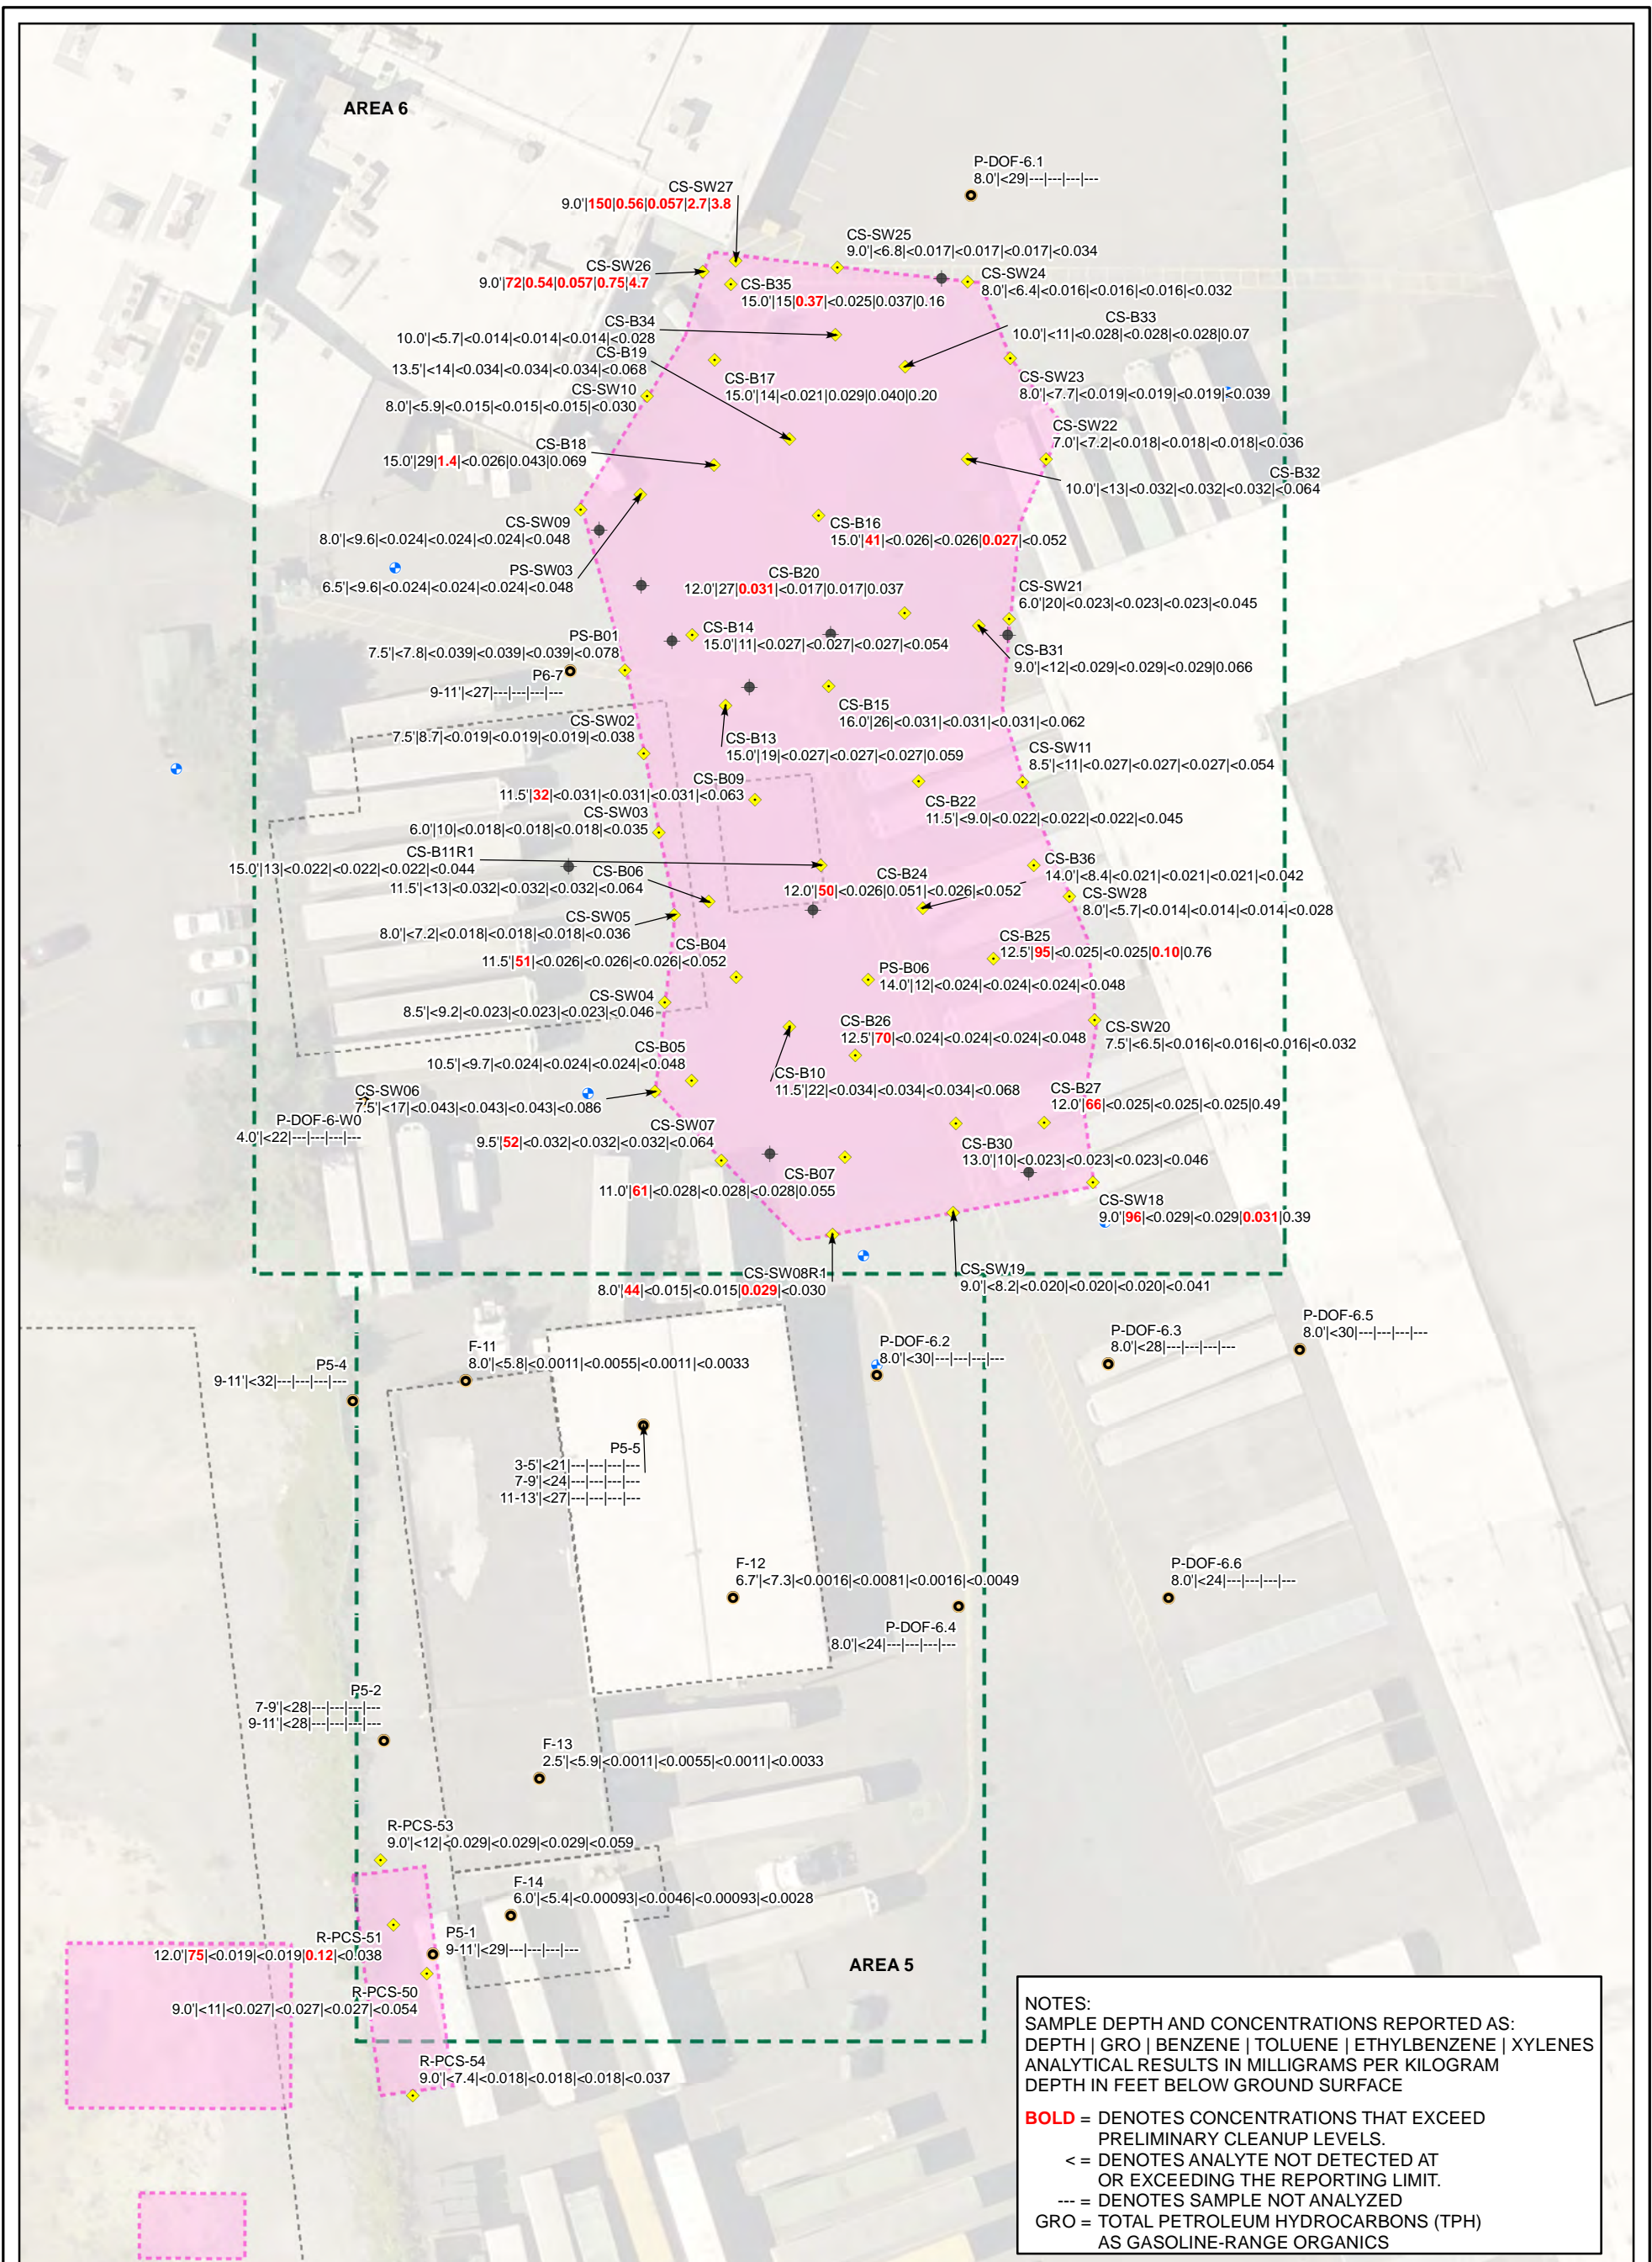 AREA 6
P-DOF-6.1
8.0'|<29|---|---|---|---
CS-SW27
9.0'|150|0.56|0.057|2.7|3.8
CS-SW25
9.0'|<6.8|<0.017|<0.017|<0.017|<0.034
CS-SW26
9.0'|72|0.54|0.057|0.75|4.7
CS-SW24
8.0'|<6.4|<0.016|<0.016|<0.016|<0.032
CS-B35
15.0'|15|0.37|<0.025|0.037|0.16
CS-B34
10.0'|<5.7|<0.014|<0.014|<0.014|<0.028
CS-B33
10.0'|<11|<0.028|<0.028|<0.028|0.07
CS-B19
13.5'|<14|<0.034|<0.034|<0.034|<0.068
CS-B17
15.0'|14|<0.021|0.029|0.040|0.20
CS-SW23
8.0'|<7.7|<0.019|<0.019|<0.019|<0.039
CS-SW10
8.0'|<5.9|<0.015|<0.015|<0.015|<0.030
CS-SW22
7.0'|<7.2|<0.018|<0.018|<0.018|<0.036
CS-B18
15.0'|29|1.4|<0.026|0.043|0.069
CS-B32
10.0'|<13|<0.032|<0.032|<0.032|<0.064
CS-SW09
8.0'|<9.6|<0.024|<0.024|<0.024|<0.048
CS-B16
15.0'|41|<0.026|<0.026|0.027|<0.052
PS-SW03
6.5'|<9.6|<0.024|<0.024|<0.024|<0.048
CS-B20
12.0'|27|0.031|<0.017|0.017|0.037
CS-SW21
6.0'|20|<0.023|<0.023|<0.023|<0.045
CS-B14
15.0'|11|<0.027|<0.027|<0.027|<0.054
PS-B01
7.5'|<7.8|<0.039|<0.039|<0.039|<0.078
CS-B31
9.0'|<12|<0.029|<0.029|<0.029|0.066
P6-7
9-11'|<27|---|---|---|---
CS-B15
16.0'|26|<0.031|<0.031|<0.031|<0.062
CS-SW02
7.5'|8.7|<0.019|<0.019|<0.019|<0.038
CS-B13
15.0'|19|<0.027|<0.027|<0.027|0.059
CS-SW11
8.5'|<11|<0.027|<0.027|<0.027|<0.054
CS-B09
11.5'|32|<0.031|<0.031|<0.031|<0.063
CS-B22
11.5'|<9.0|<0.022|<0.022|<0.022|<0.045
CS-SW03
6.0'|10|<0.018|<0.018|<0.018|<0.035
CS-B11R1
15.0'|13|<0.022|<0.022|<0.022|<0.044
CS-B36
14.0'|<8.4|<0.021|<0.021|<0.021|<0.042
CS-B06
11.5'|<13|<0.032|<0.032|<0.032|<0.064
CS-B24
12.0'|50|<0.026|0.051|<0.026|<0.052
CS-SW28
8.0'|<5.7|<0.014|<0.014|<0.014|<0.028
CS-SW05
8.0'|<7.2|<0.018|<0.018|<0.018|<0.036
CS-B25
12.5'|95|<0.025|<0.025|0.10|0.76
CS-B04
11.5'|51|<0.026|<0.026|<0.026|<0.052
PS-B06
14.0'|12|<0.024|<0.024|<0.024|<0.048
CS-SW04
8.5'|<9.2|<0.023|<0.023|<0.023|<0.046
CS-B26
12.5'|70|<0.024|<0.024|<0.024|<0.048
CS-SW20
7.5'|<6.5|<0.016|<0.016|<0.016|<0.032
CS-B05
10.5'|<9.7|<0.024|<0.024|<0.024|<0.048
CS-B10
11.5'|22|<0.034|<0.034|<0.034|<0.068
CS-SW06
7.5'|<17|<0.043|<0.043|<0.043|<0.086
CS-B27
12.0'|66|<0.025|<0.025|<0.025|0.49
P-DOF-6-W0
4.0'|<22|---|---|---|---
CS-SW07
9.5'|52|<0.032|<0.032|<0.032|<0.064
CS-B30
13.0'|10|<0.023|<0.023|<0.023|<0.046
CS-B07
11.0'|61|<0.028|<0.028|<0.028|0.055
CS-SW18
9.0'|96|<0.029|<0.029|0.031|0.39
CS-SW08R1
8.0'|44|<0.015|<0.015|0.029|<0.030
CS-SW19
9.0'|<8.2|<0.020|<0.020|<0.020|<0.041
P-DOF-6.5
8.0'|<30|---|---|---|---
P-DOF-6.3
8.0'|<28|---|---|---|---
P-DOF-6.2
8.0'|<30|---|---|---|---
F-11
8.0'|<5.8|<0.0011|<0.0055|<0.0011|<0.0033
P5-4
9-11'|<32|---|---|---|---
P5-5
3-5'|<21|---|---|---|---
7-9'|<24|---|---|---|---
11-13'|<27|---|---|---|---
F-12
6.7'|<7.3|<0.0016|<0.0081|<0.0016|<0.0049
P-DOF-6.6
8.0'|<24|---|---|---|---
P-DOF-6.4
8.0'|<24|---|---|---|---
P5-2
7-9'|<28|---|---|---|---
9-11'|<28|---|---|---|---
F-13
2.5'|<5.9|<0.0011|<0.0055|<0.0011|<0.0033
R-PCS-53
9.0'|<12|<0.029|<0.029|<0.029|<0.059
F-14
6.0'|<5.4|<0.00093|<0.0046|<0.00093|<0.0028
R-PCS-51
12.0'|75|<0.019|<0.019|0.12|<0.038
P5-1
9-11'|<29|---|---|---|---
AREA 5
R-PCS-50
9.0'|<11|<0.027|<0.027|<0.027|<0.054
R-PCS-54
9.0'|<7.4|<0.018|<0.018|<0.018|<0.037
NOTES:
SAMPLE DEPTH AND CONCENTRATIONS REPORTED AS:
DEPTH | GRO | BENZENE | TOLUENE | ETHYLBENZENE | XYLENES
ANALYTICAL RESULTS IN MILLIGRAMS PER KILOGRAM
DEPTH IN FEET BELOW GROUND SURFACE
BOLD = DENOTES CONCENTRATIONS THAT EXCEED
PRELIMINARY CLEANUP LEVELS.
< = DENOTES ANALYTE NOT DETECTED AT
OR EXCEEDING THE REPORTING LIMIT.
--- = DENOTES SAMPLE NOT ANALYZED
GRO = TOTAL PETROLEUM HYDROCARBONS (TPH)
AS GASOLINE-RANGE ORGANICS